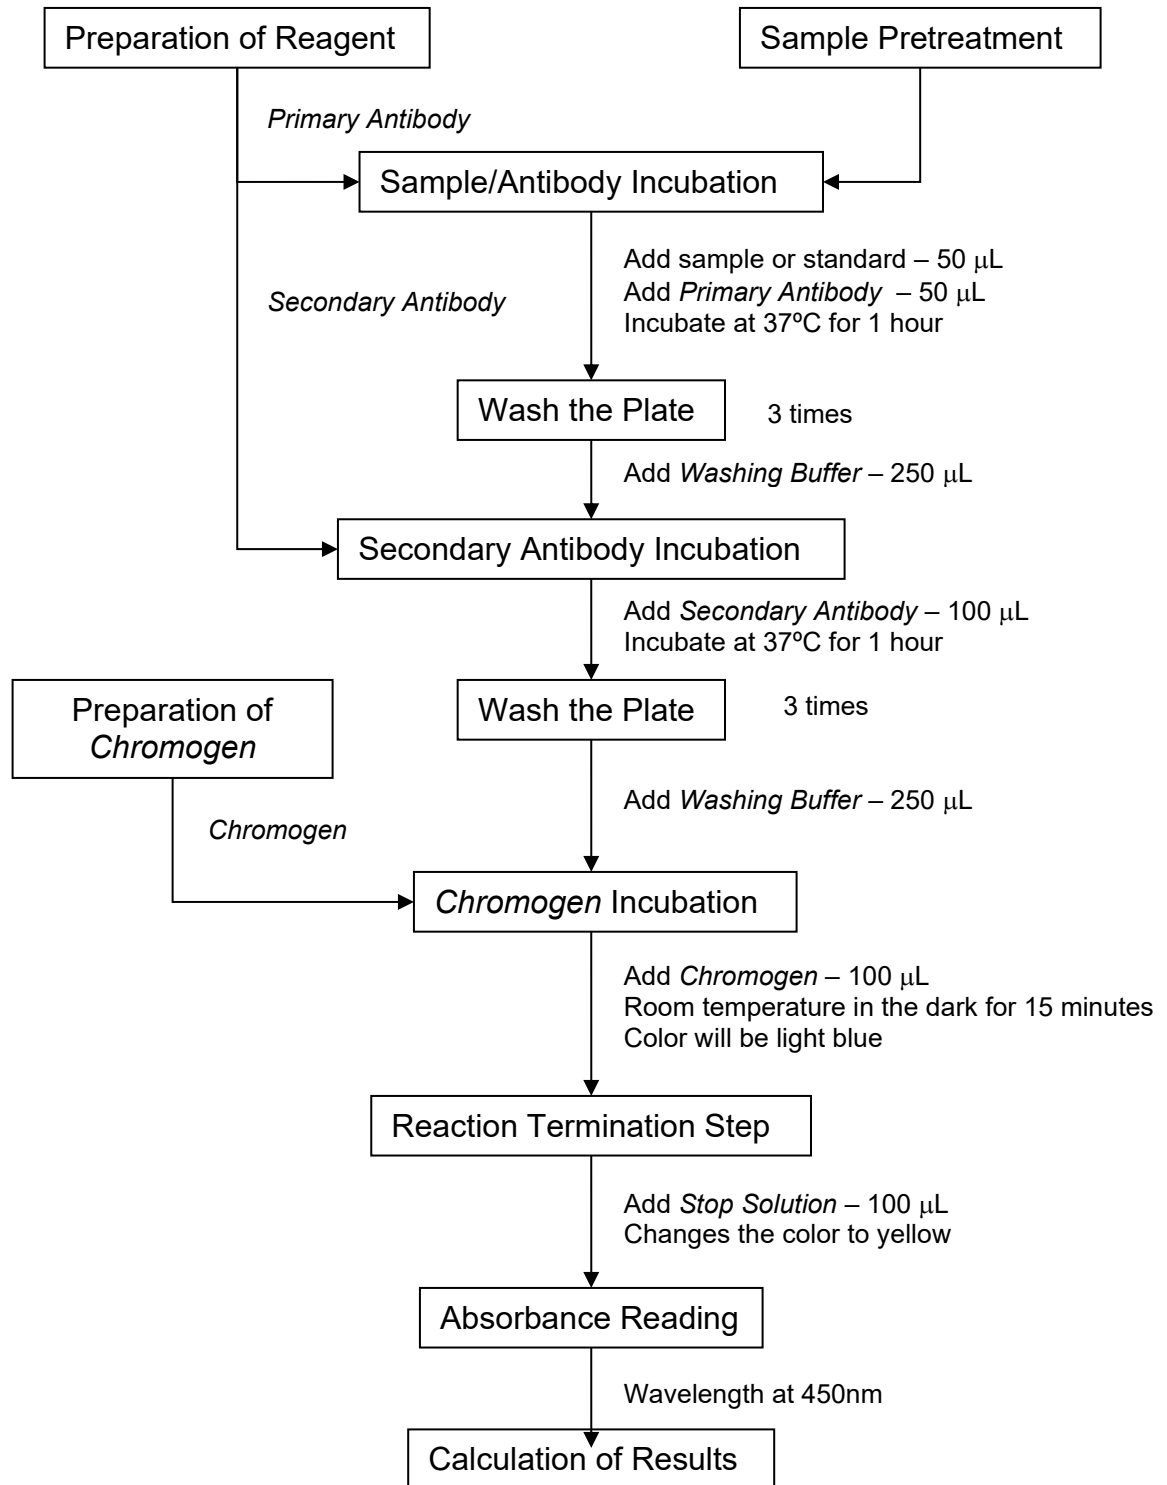 Preparation of Reagent
Sample Pretreatment
Primary Antibody
Sample/Antibody Incubation
Add sample or standard – 50 μL
Add Primary Antibody – 50 μL
Incubate at 37ºC for 1 hour
Secondary Antibody
Wash the Plate
3 times
Add Washing Buffer – 250 μL
Secondary Antibody Incubation
Add Secondary Antibody – 100 μL
Incubate at 37ºC for 1 hour
Preparation of
Chromogen
Wash the Plate
3 times
Add Washing Buffer – 250 μL
Chromogen
Chromogen Incubation
Add Chromogen – 100 μL
Room temperature in the dark for 15 minutes
Color will be light blue
Reaction Termination Step
Add Stop Solution – 100 μL
Changes the color to yellow
Absorbance Reading
Wavelength at 450nm
Calculation of Results